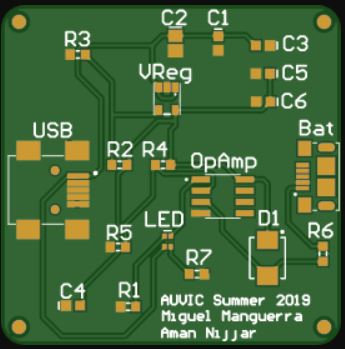 C2 C1
R3
C3
VReg
C5
C6
USB
Bat
R2 R4 OpAmp
LED
D1
R5
R6
R7
C4 R1
AUVIC Summer 2019
Miguel Manguerra
Aman Nijjar